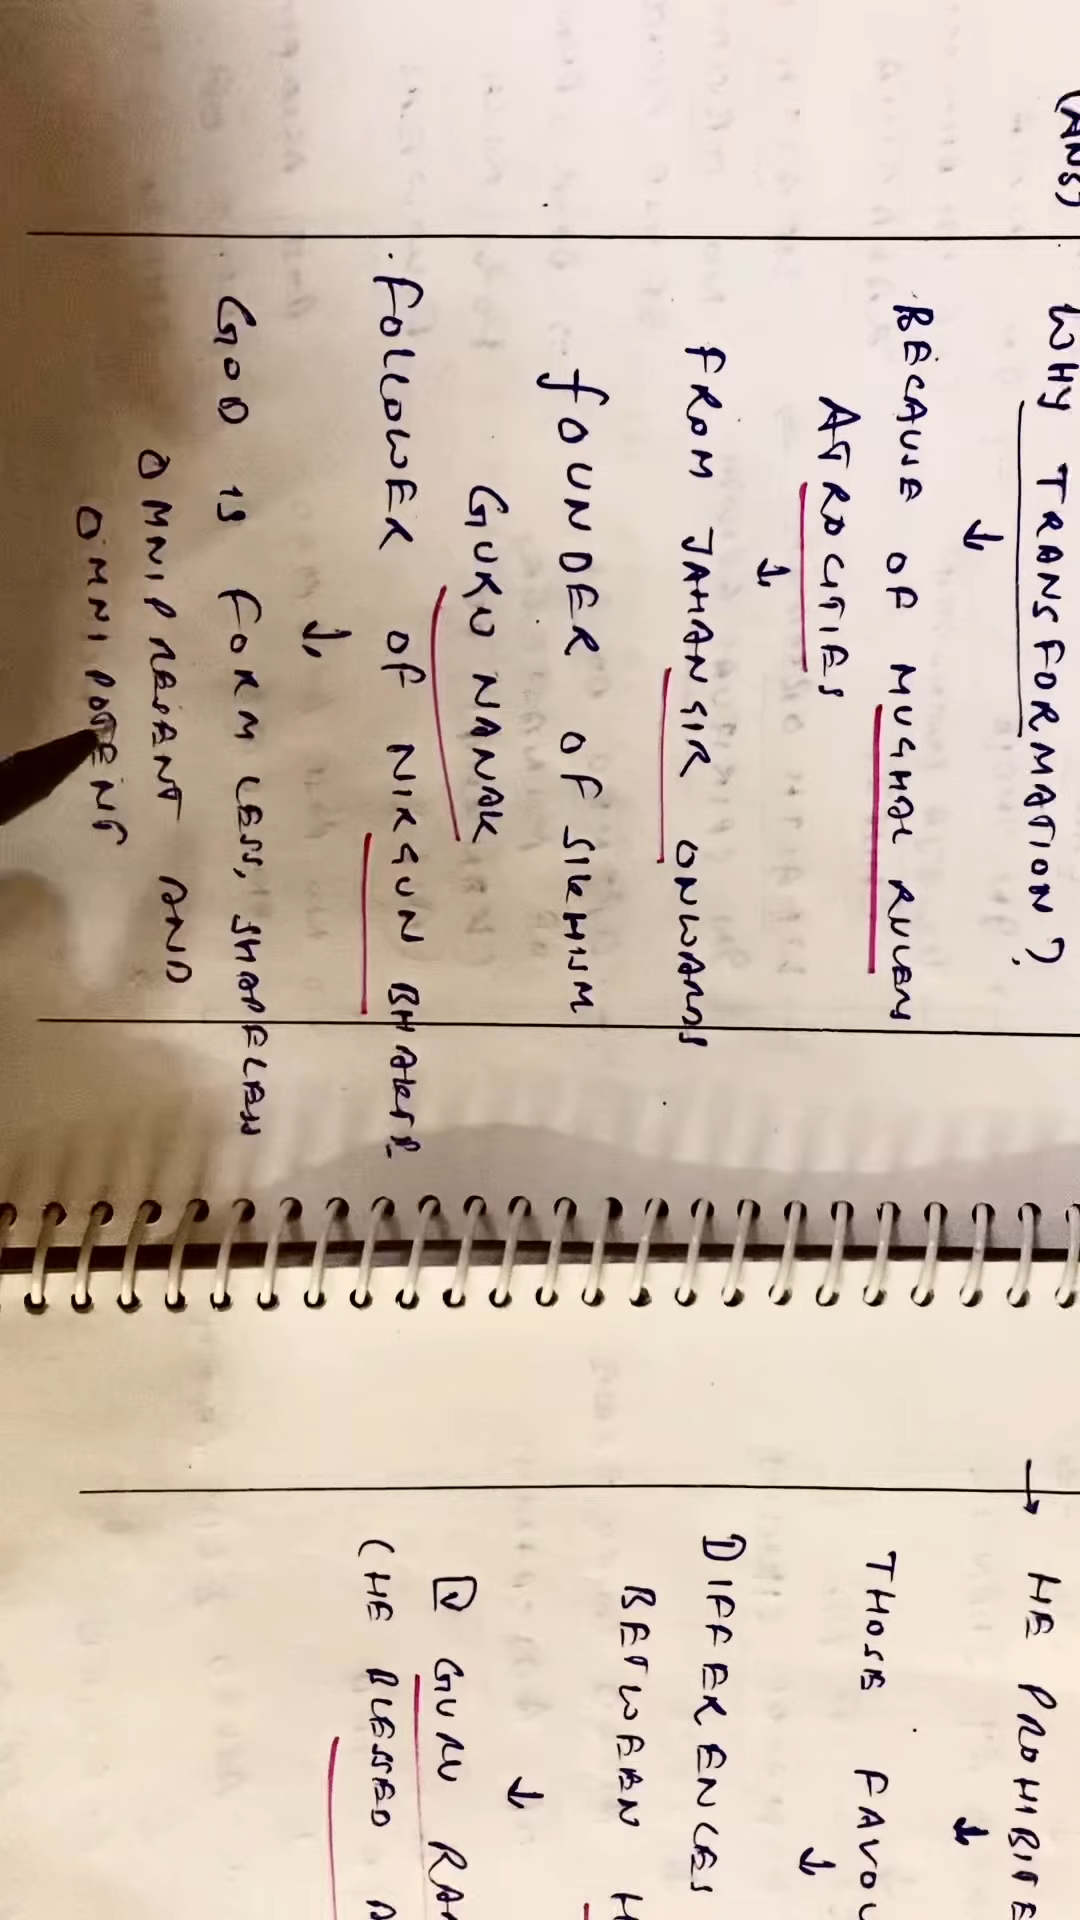 (ANS)
WHY TRANSFORMATION?
↓
BECAUSE OF MUGHAL RULERS
ATROCITIES
↓
FROM JAHANGIR ONWARDS
FOUNDER OF SIKHISM
GURU NANAK
. FOLLOWER OF NIRGUN BHAKTI
↓
GOD IS FORMLESS, SHAPELESS
OMNIPRESENT AND
OMNIPOTENT
→ HE PROHIBITE
↓
THOSE FAVOU
↓
DIFFERENCES
BETWEEN H
↓
GURU RA
(HE BLESSED A